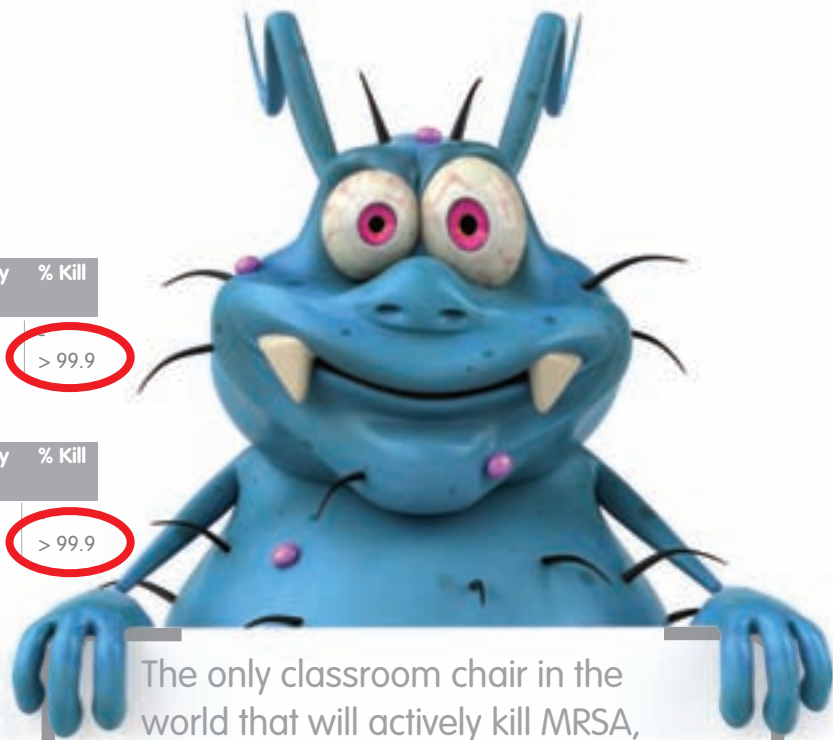 y % Kill
> 99.9
y % Kill
> 99.9
The only classroom chair in the
world that will actively kill MRSA,